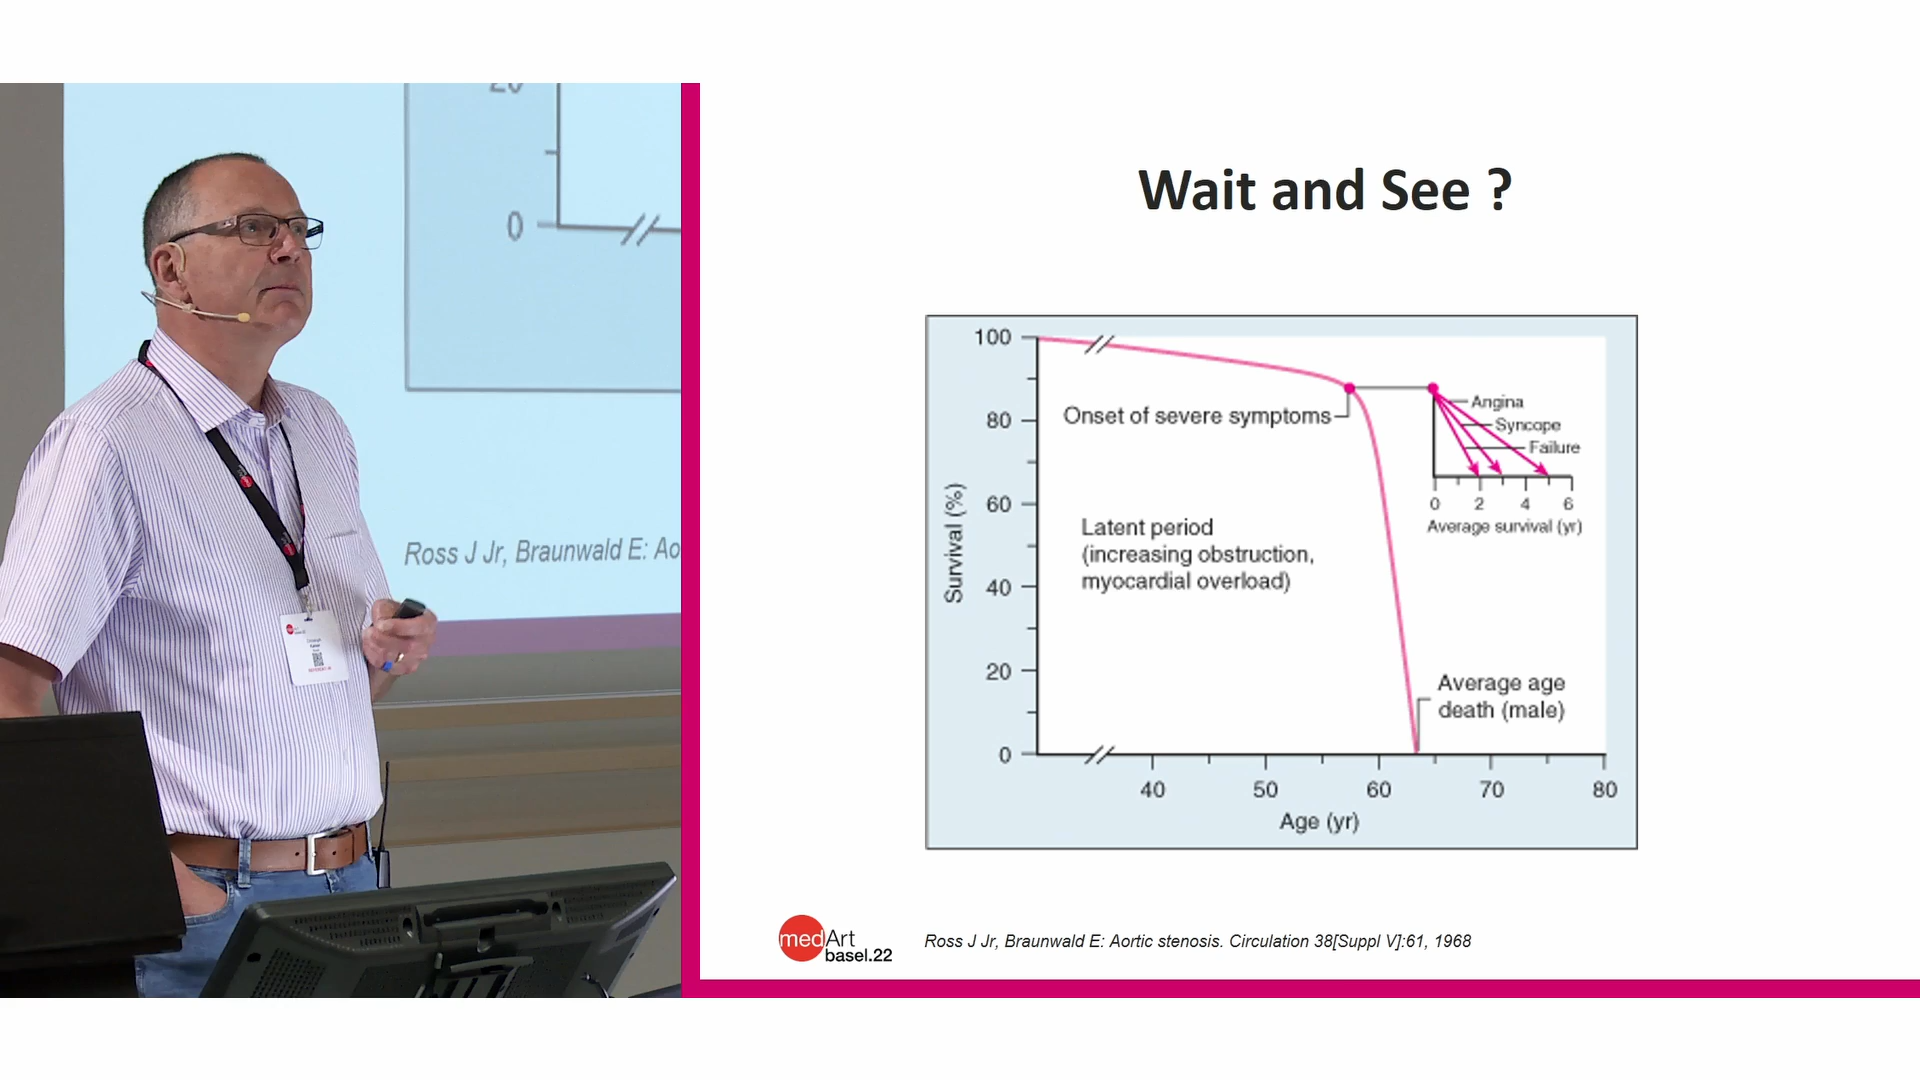 20
0
Ross J Jr, Braunwald E: Ao
Wait and See ?
100
80
60
40
20
0
Survival (%)
Onset of severe symptoms
Angina
Syncope
Failure
0 2 4 6
Average survival (yr)
Latent period
(increasing obstruction,
myocardial overload)
Average age
death (male)
40 50 60 70 80
Age (yr)
medArt
basel.22
Ross J Jr, Braunwald E: Aortic stenosis. Circulation 38[Suppl V]:61, 1968